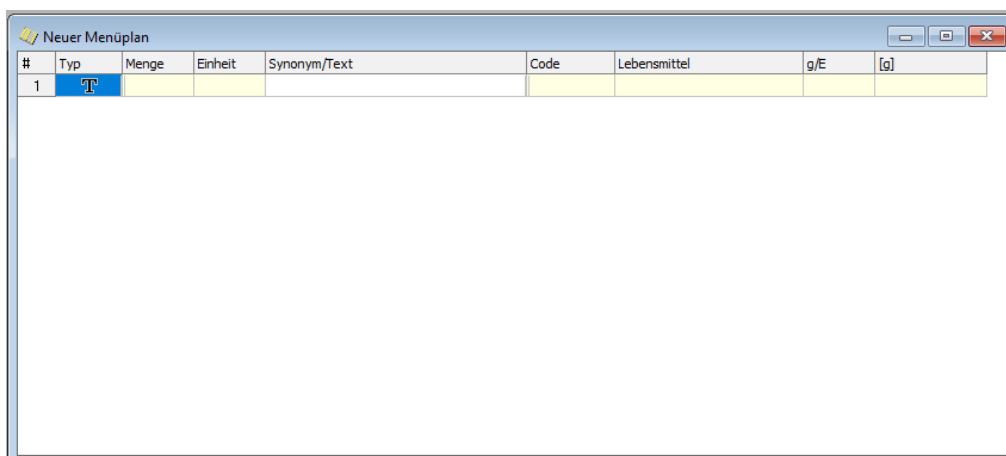 Neuer Menüplan
# Typ Menge Einheit Synonym/Text Code Lebensmittel g/E [g]
1 T